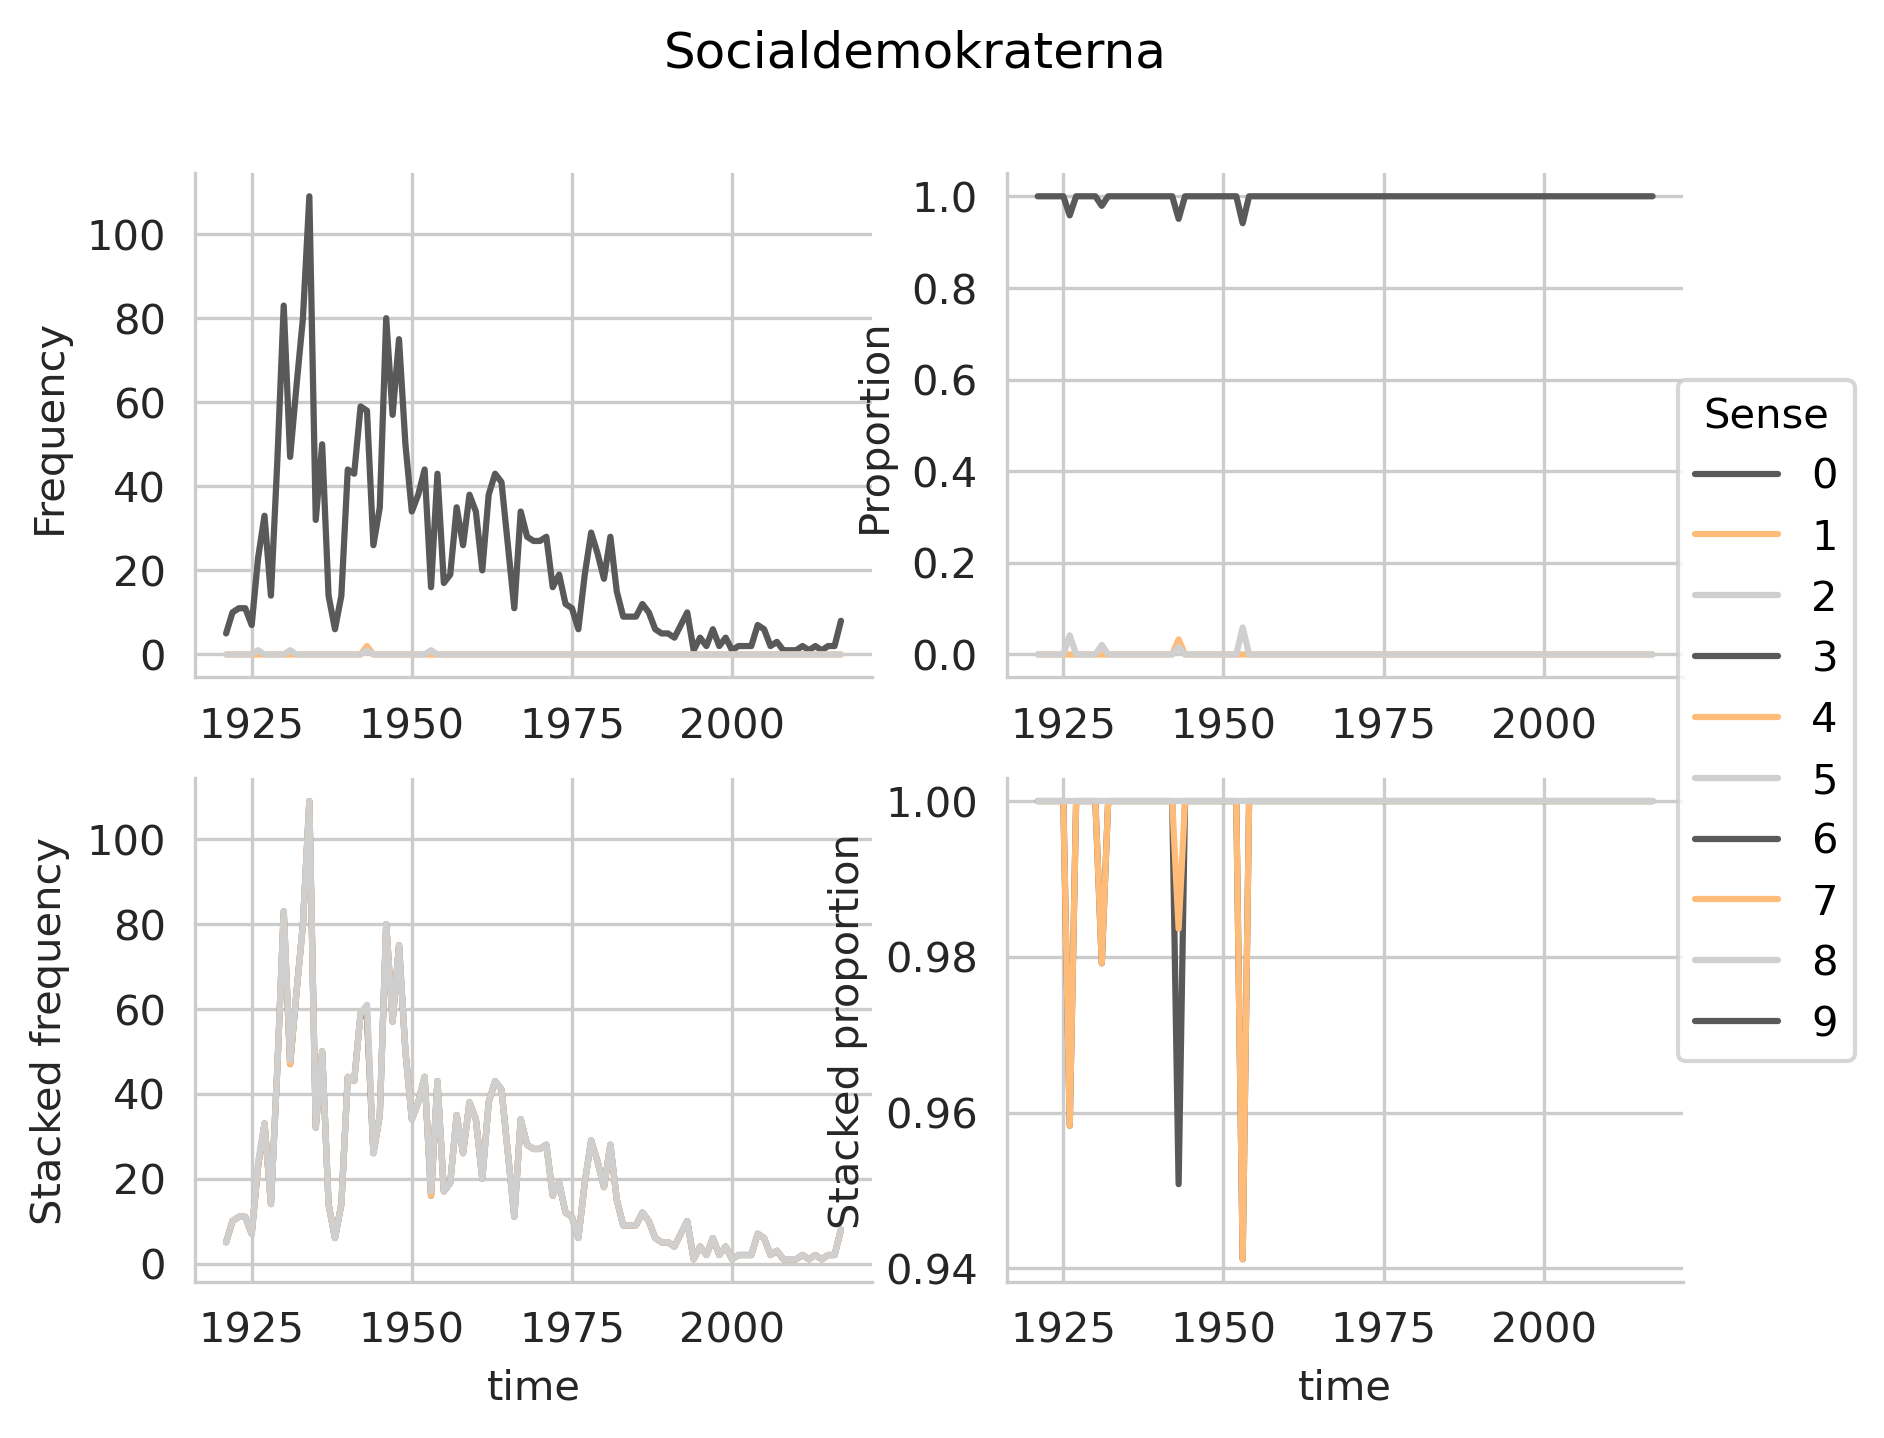 Socialdemokraterna
Frequency
100
80
60
40
20
0
1925 1950 1975 2000
Proportion
1.0
0.8
0.6
0.4
0.2
0.0
1925 1950 1975 2000
Stacked frequency
100
80
60
40
20
0
1925 1950 1975 2000
time
Stacked proportion
1.00
0.98
0.96
0.94
1925 1950 1975 2000
time
Sense
0
1
2
3
4
5
6
7
8
9